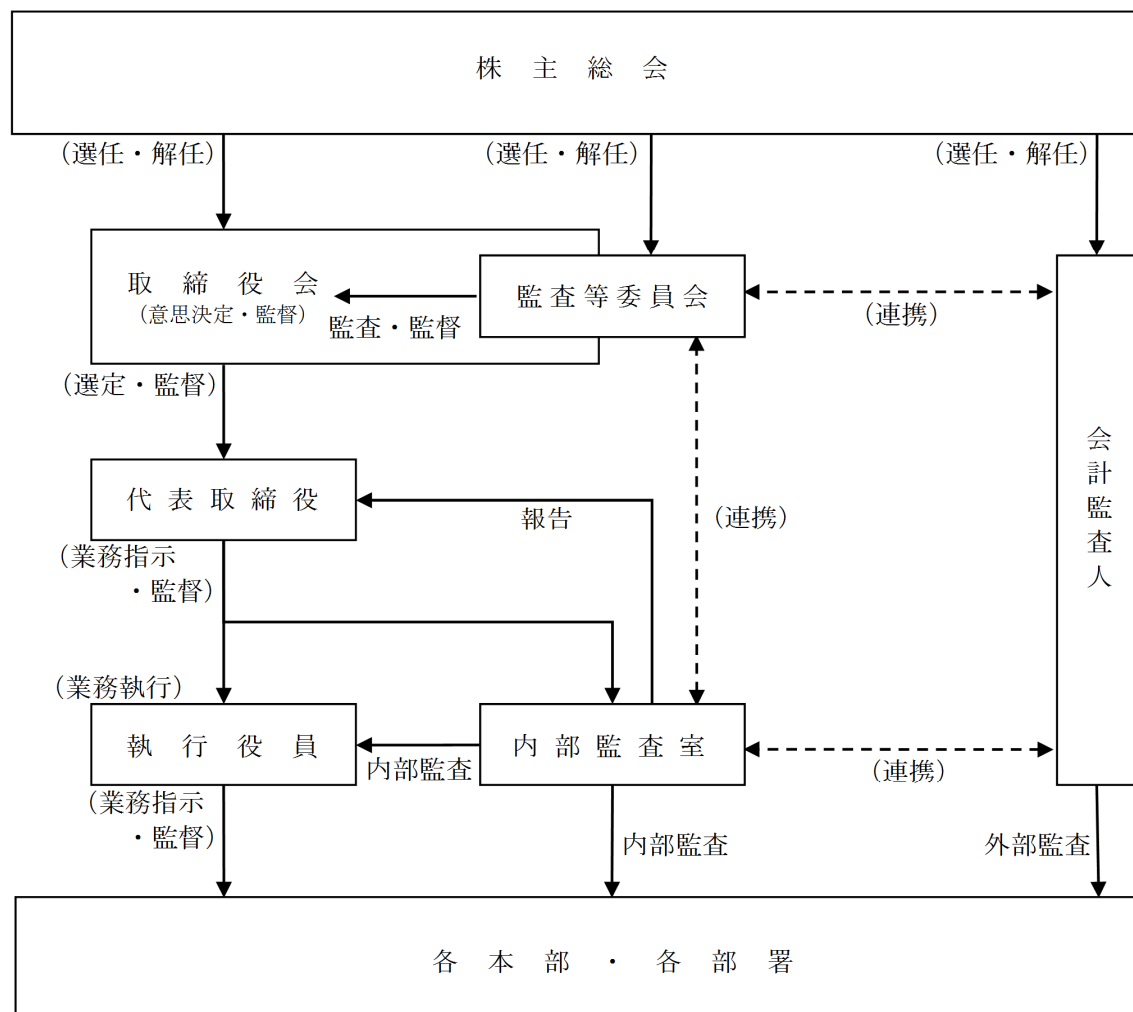 株主総会
（選任・解任）
（選任・解任）
（選任・解任）
取締役会
（意思決定・監督）
監査・監督
監査等委員会
（連携）
（選定・監督）
代表取締役
報告
（連携）
会計監査人
（業務指示
・監督）
（業務執行）
執行役員
内部監査
内部監査室
（連携）
（業務指示
・監督）
内部監査
外部監査
各本部・各部署